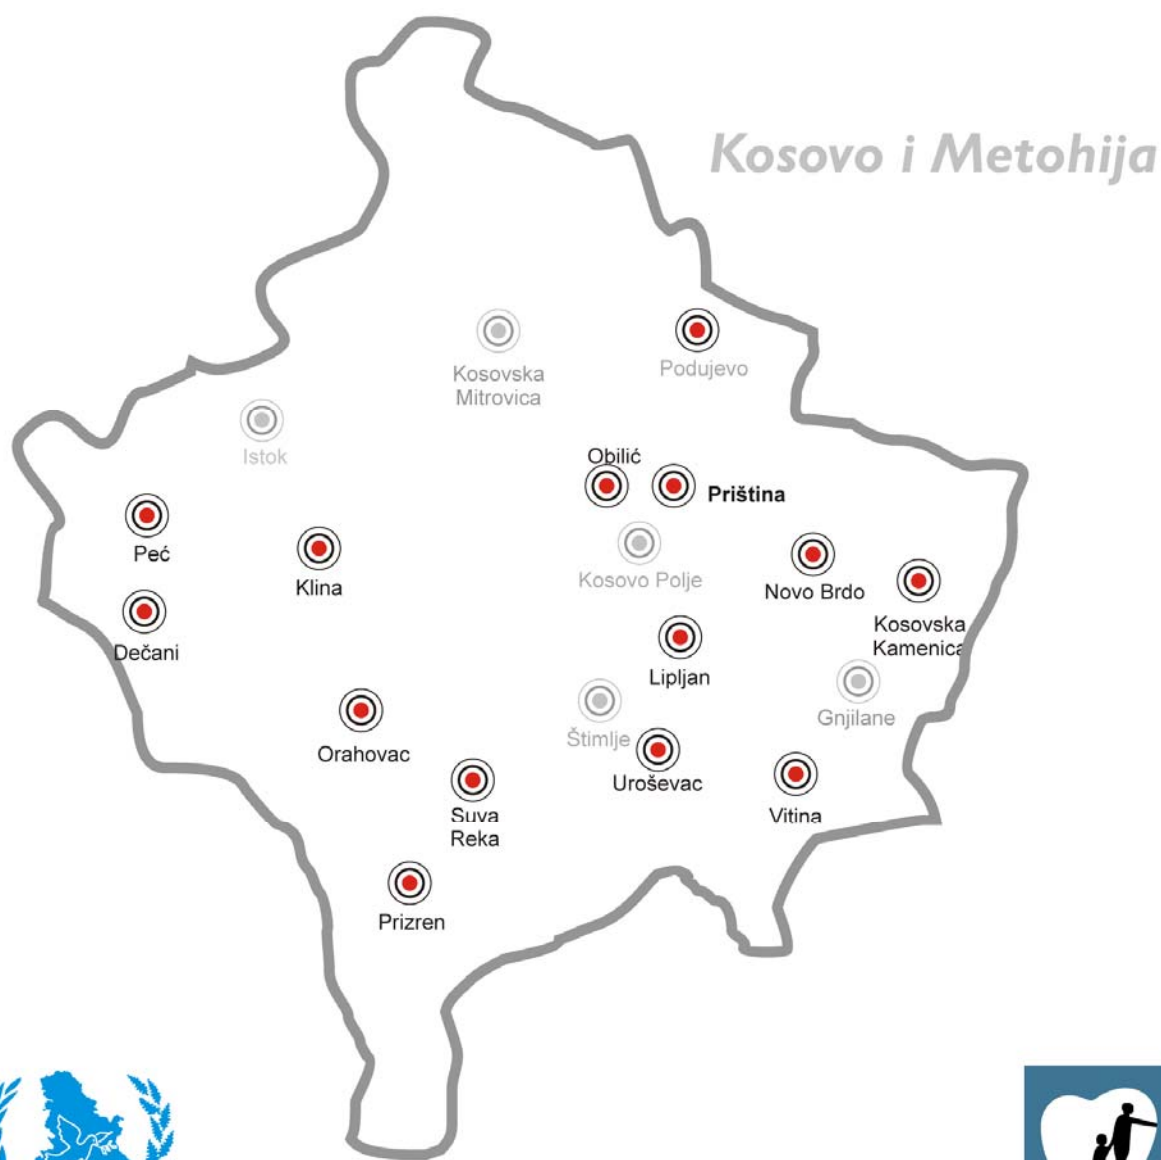 Kosovo i Metohija
Kosovska
Mitrovica
Podujevo
Istok
Obilić
Priština
Peć
Klina
Kosovo Polje
Novo Brdo
Kosovska
Kamenica
Dečani
Lipljan
Gnjilane
Orahovac
Štimlje
Uroševac
Suva
Reka
Vitina
Prizren